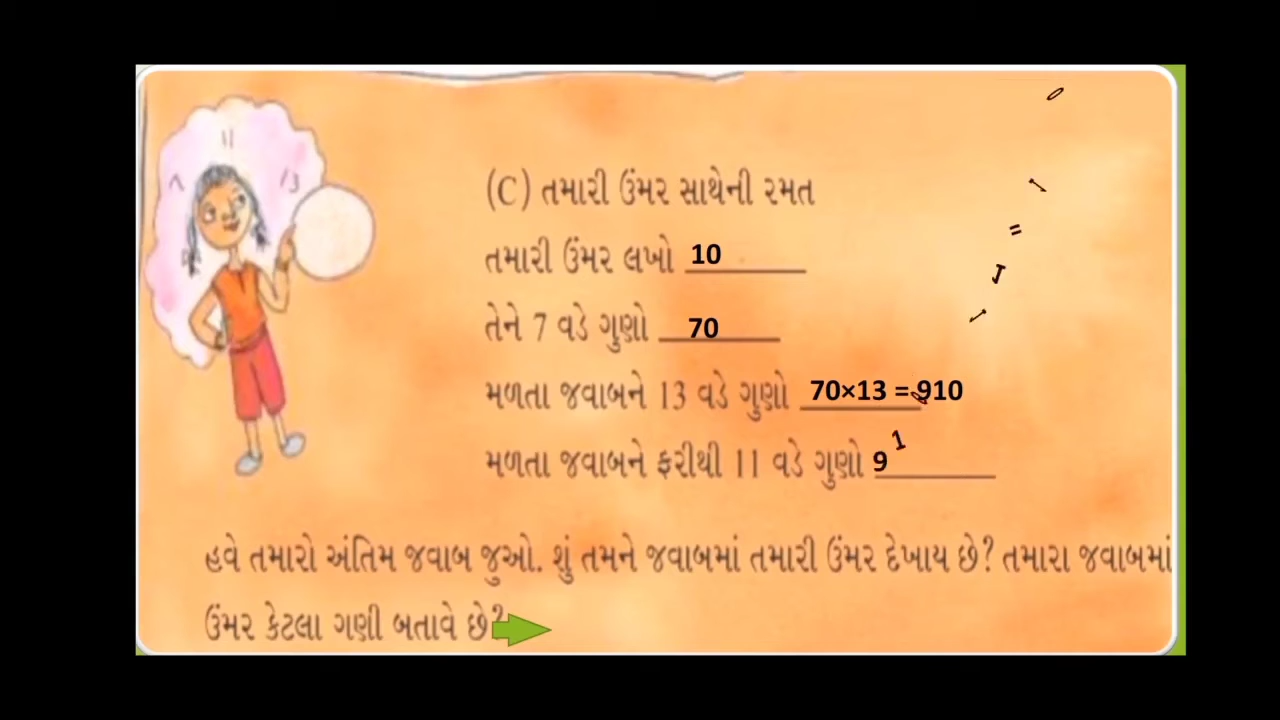 (C) તમારી ઉંમર સાથેની રમત
તમારી ઉંમર લખો 10
તેને 7 વડે ગુણો 70
મળતા જવાબને 13 વડે ગુણો 70×13 = 910
મળતા જવાબને ફરીથી 11 વડે ગુણો 9 1
હવે તમારો અંતિમ જવાબ જુઓ. શું તમને જવાબમાં તમારી ઉંમર દેખાય છે? તમારા જવાબમાં
ઉંમર કેટલા ગણી બતાવે છે?